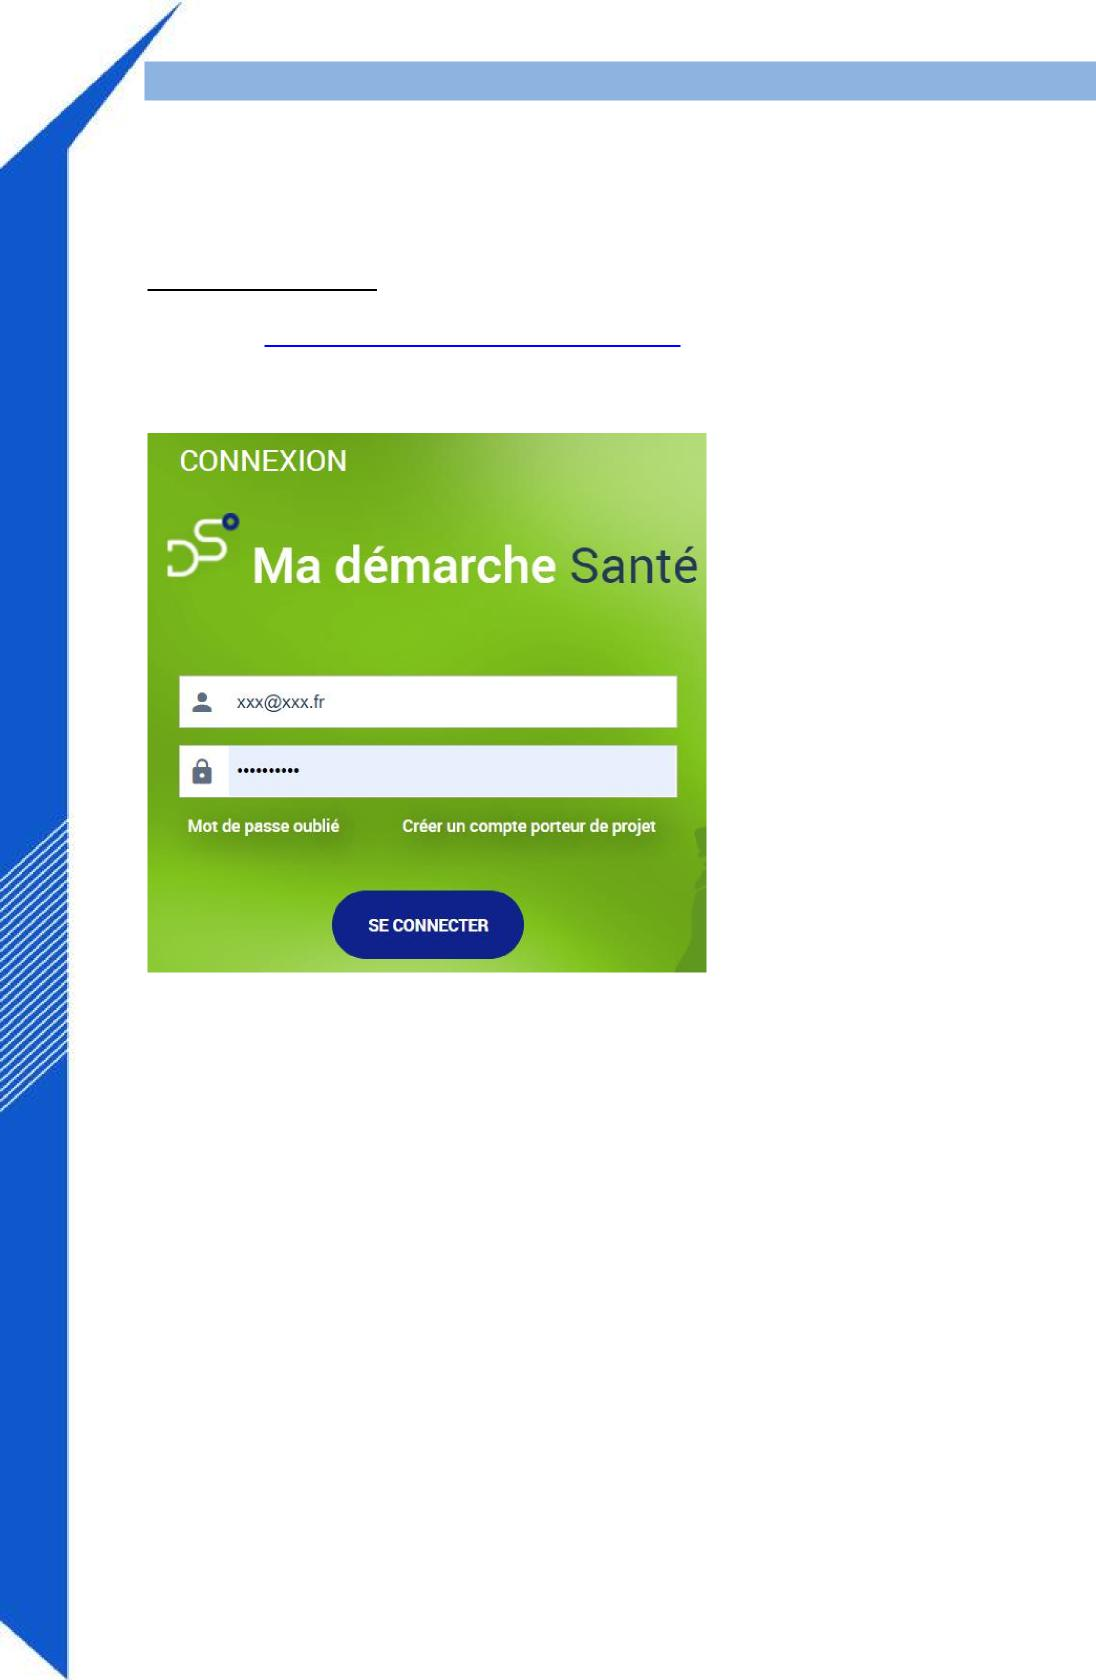 CONNEXION
DS
Ma démarche Santé
xxx@xxx.fr
••••••••••
Mot de passe oublié Créer un compte porteur de projet
SE CONNECTER